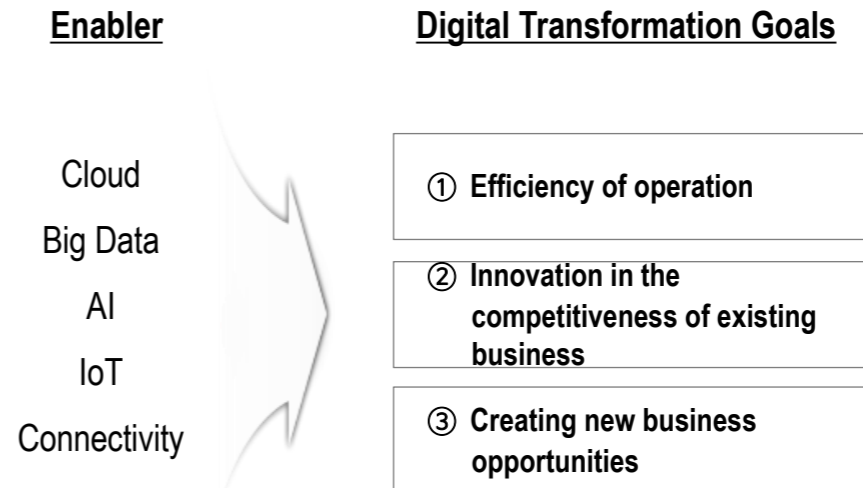 Enabler
Digital Transformation Goals
Cloud
Big Data
AI
IoT
Connectivity
① Efficiency of operation
② Innovation in the
competitiveness of existing
business
③ Creating new business
opportunities